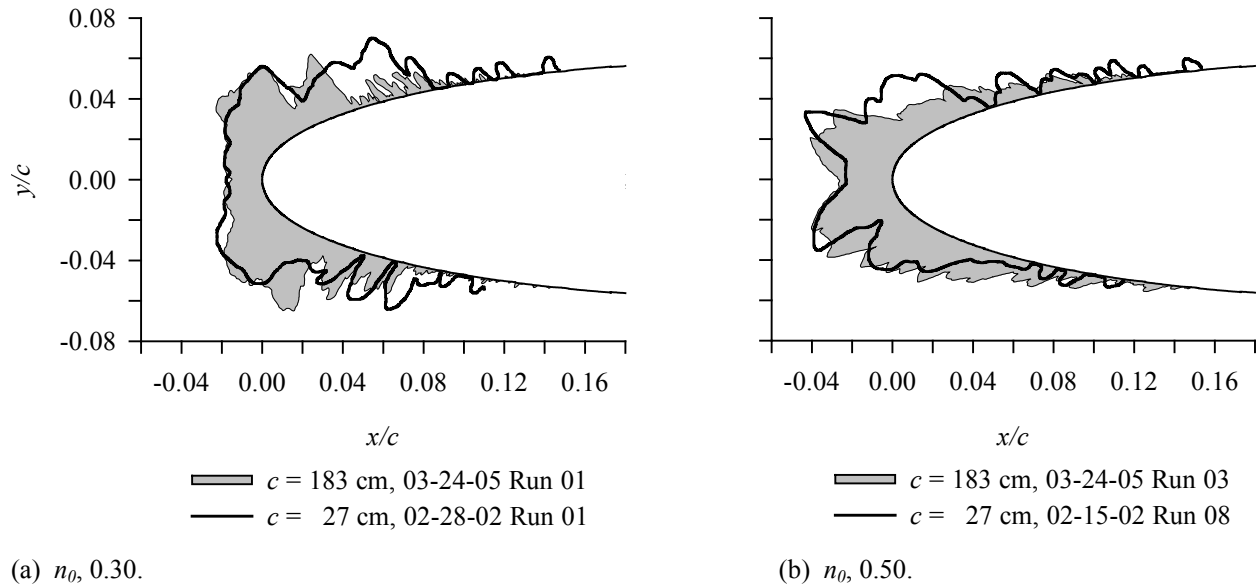 0.08
0.04
0.00
-0.04
-0.08
y/c
-0.04 0.00 0.04 0.08 0.12 0.16
x/c
c = 183 cm, 03-24-05 Run 01
c = 27 cm, 02-28-02 Run 01
(a) n0, 0.30.
-0.04 0.00 0.04 0.08 0.12 0.16
x/c
c = 183 cm, 03-24-05 Run 03
c = 27 cm, 02-15-02 Run 08
(b) n0, 0.50.